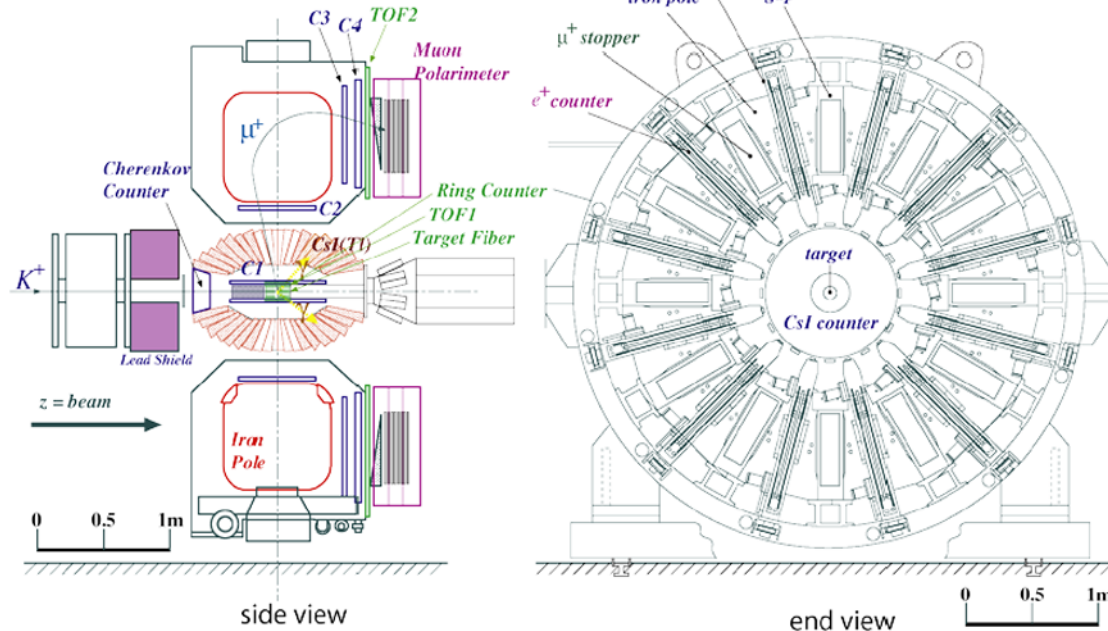 C3
C4
TOF2
Muon
Polarimeter
μ+
Cherenkov
Counter
C2
Ring Counter
TOF1
CsI(Tl)
Target Fiber
C1
K+
γ
γ
Lead Shield
z = beam
Iron
Pole
0 0.5 1m
side view
μ+ stopper
e+ counter
target
CsI counter
0 0.5 1m
end view